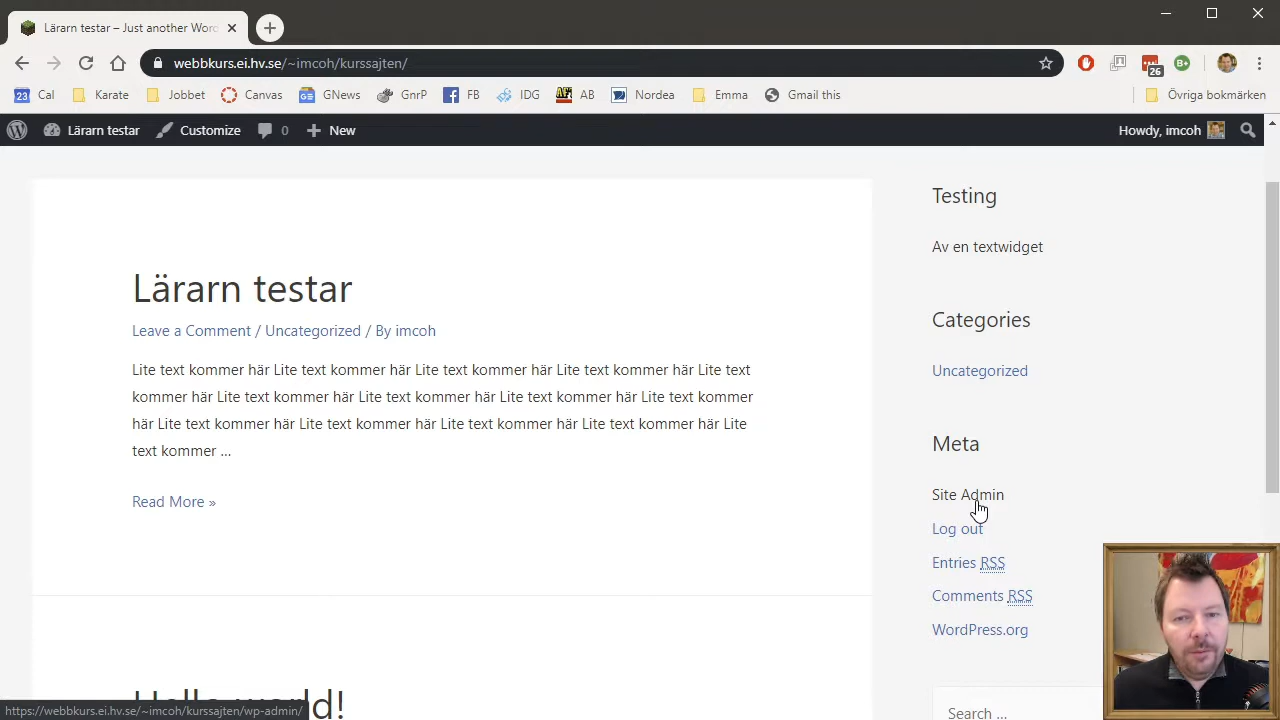 Lärarn testar – Just another Wor
webbkurs.ei.hv.se/~imcoh/kurssajten/
26
23 Cal Karate Jobbet Canvas GNews GnrP FB IDG AB Nordea Emma Gmail this Övriga bokmärken
Lärarn testar Customize 0 New Howdy, imcoh
Testing
Av en textwidget
Lärarn testar
Leave a Comment / Uncategorized / By imcoh
Lite text kommer här Lite text kommer här Lite text kommer här Lite text kommer här Lite text
kommer här Lite text kommer här Lite text kommer här Lite text kommer här Lite text kommer
här Lite text kommer här Lite text kommer här Lite text kommer här Lite text kommer här Lite
text kommer ...
Read More »
Categories
Uncategorized
Meta
Site Admin
Log out
Entries RSS
Comments RSS
WordPress.org
Search ...
Hello world!
https://webbkurs.ei.hv.se/~imcoh/kurssajten/wp-admin/